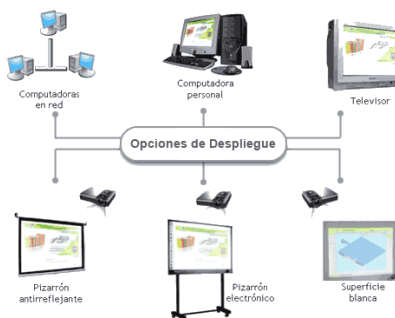 Computadoras
en red
Computadora
personal
Televisor
Opciones de Despliegue
Pizarrón
antirreflejante
Pizarrón
electrónico
Superficie
blanca